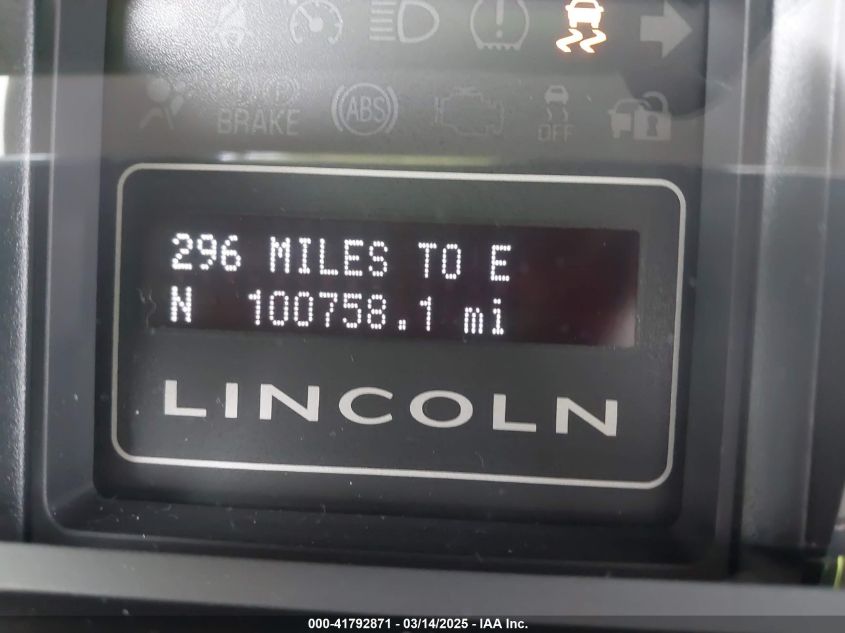 BRAKE
ABS
OFF
296 MILES TO E
N 100758.1 mi
LINCOLN
000-41792871 - 03/14/2025 - IAA Inc.